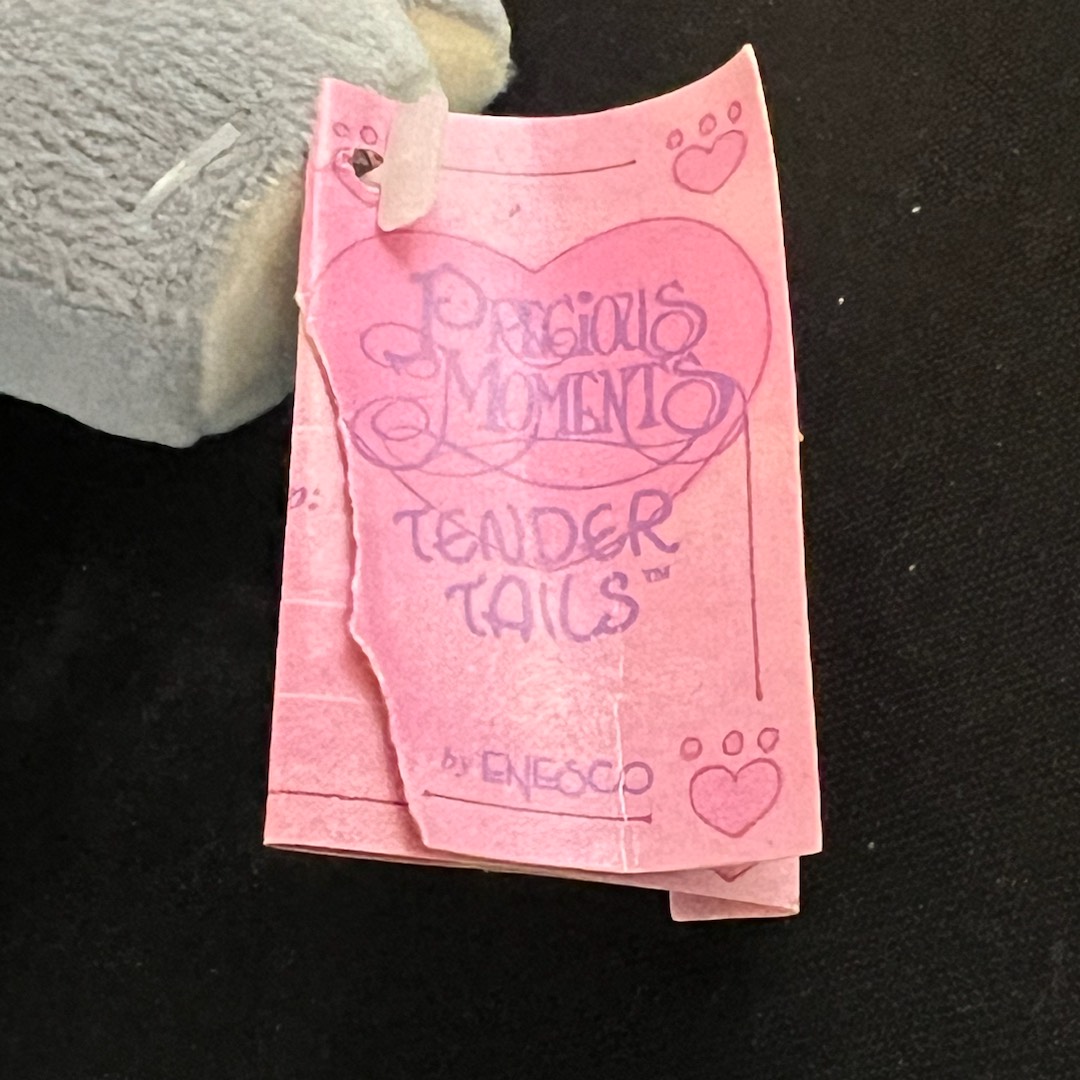 PRECIOUS
MOMENTS
TENDER
TAILS™
by ENESCO